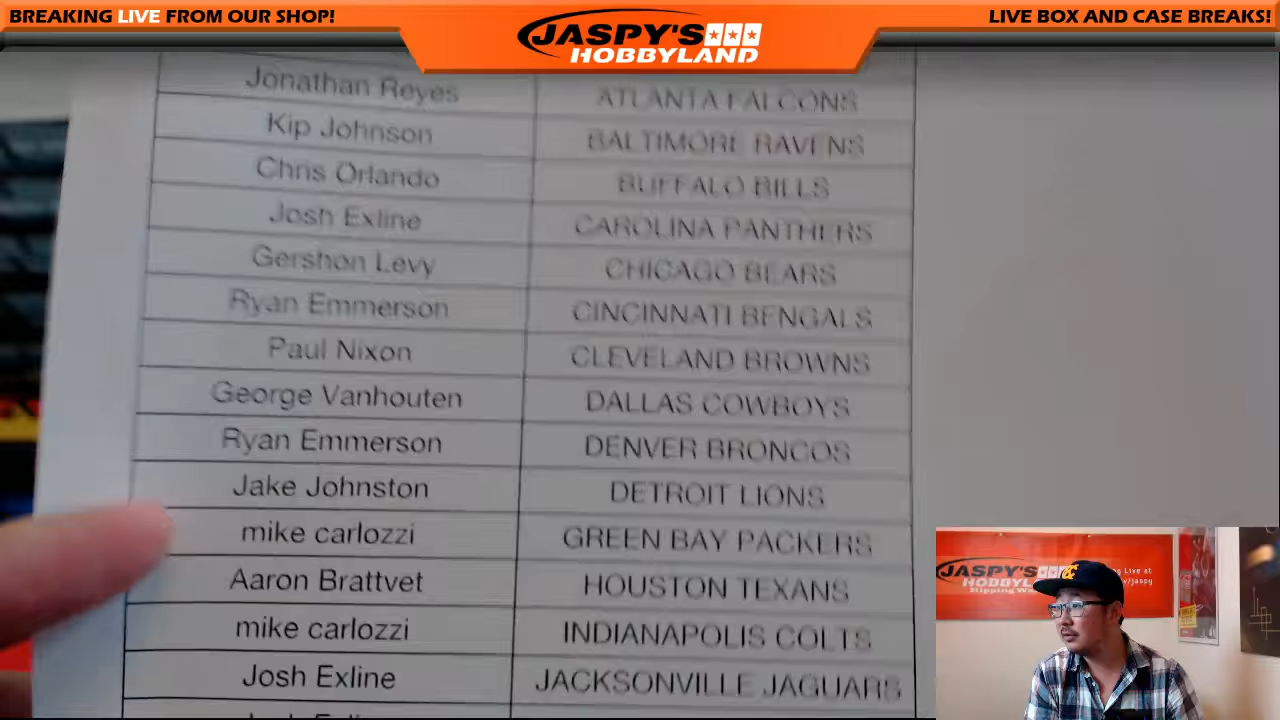 BREAKING LIVE FROM OUR SHOP!
JASPY'S
HOBBYLAND
LIVE BOX AND CASE BREAKS!
Jonathan Reyes ATLANTA FALCONS
Kip Johnson BALTIMORE RAVENS
Chris Orlando BUFFALO BILLS
Josh Exline CAROLINA PANTHERS
Gershon Levy CHICAGO BEARS
Ryan Emmerson CINCINNATI BENGALS
Paul Nixon CLEVELAND BROWNS
George Vanhouten DALLAS COWBOYS
Ryan Emmerson DENVER BRONCOS
Jake Johnston DETROIT LIONS
mike carlozzi GREEN BAY PACKERS
Aaron Brattvet HOUSTON TEXANS
mike carlozzi INDIANAPOLIS COLTS
Josh Exline JACKSONVILLE JAGUARS
JASPY'S
HOBBYLAND
Live at